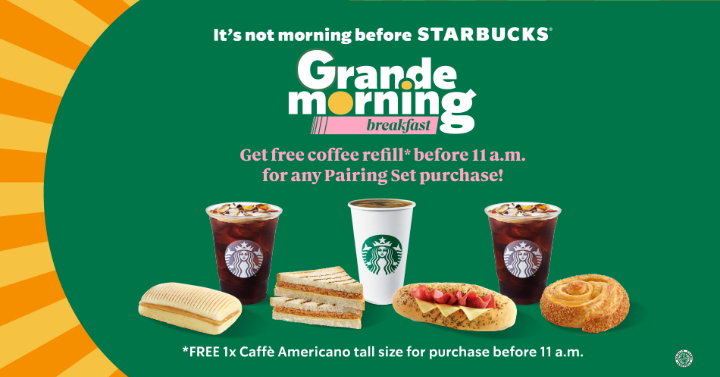 It's not morning before STARBUCKS®
Grande
morning
breakfast
Get free coffee refill* before 11 a.m.
for any Pairing Set purchase!
*FREE 1x Caffè Americano tall size for purchase before 11 a.m.